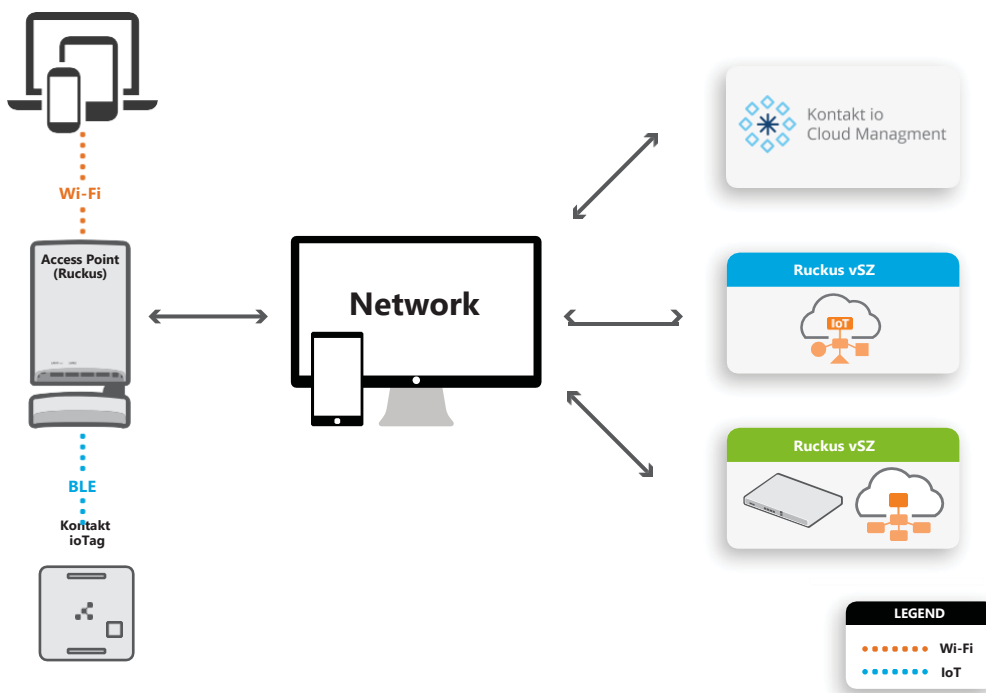 Wi-Fi
Access Point
(Ruckus)
BLE
Kontakt
ioTag
Network
Kontakt io
Cloud Managment
Ruckus vSZ
IoT
Ruckus vSZ
LEGEND
Wi-Fi
IoT